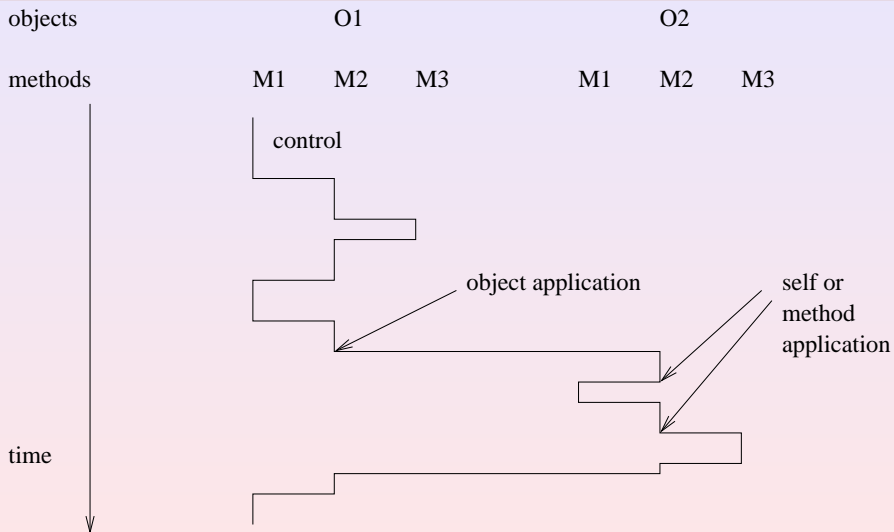 objects O1 O2
methods M1 M2 M3 M1 M2 M3
control
object application
self or
method
application
time